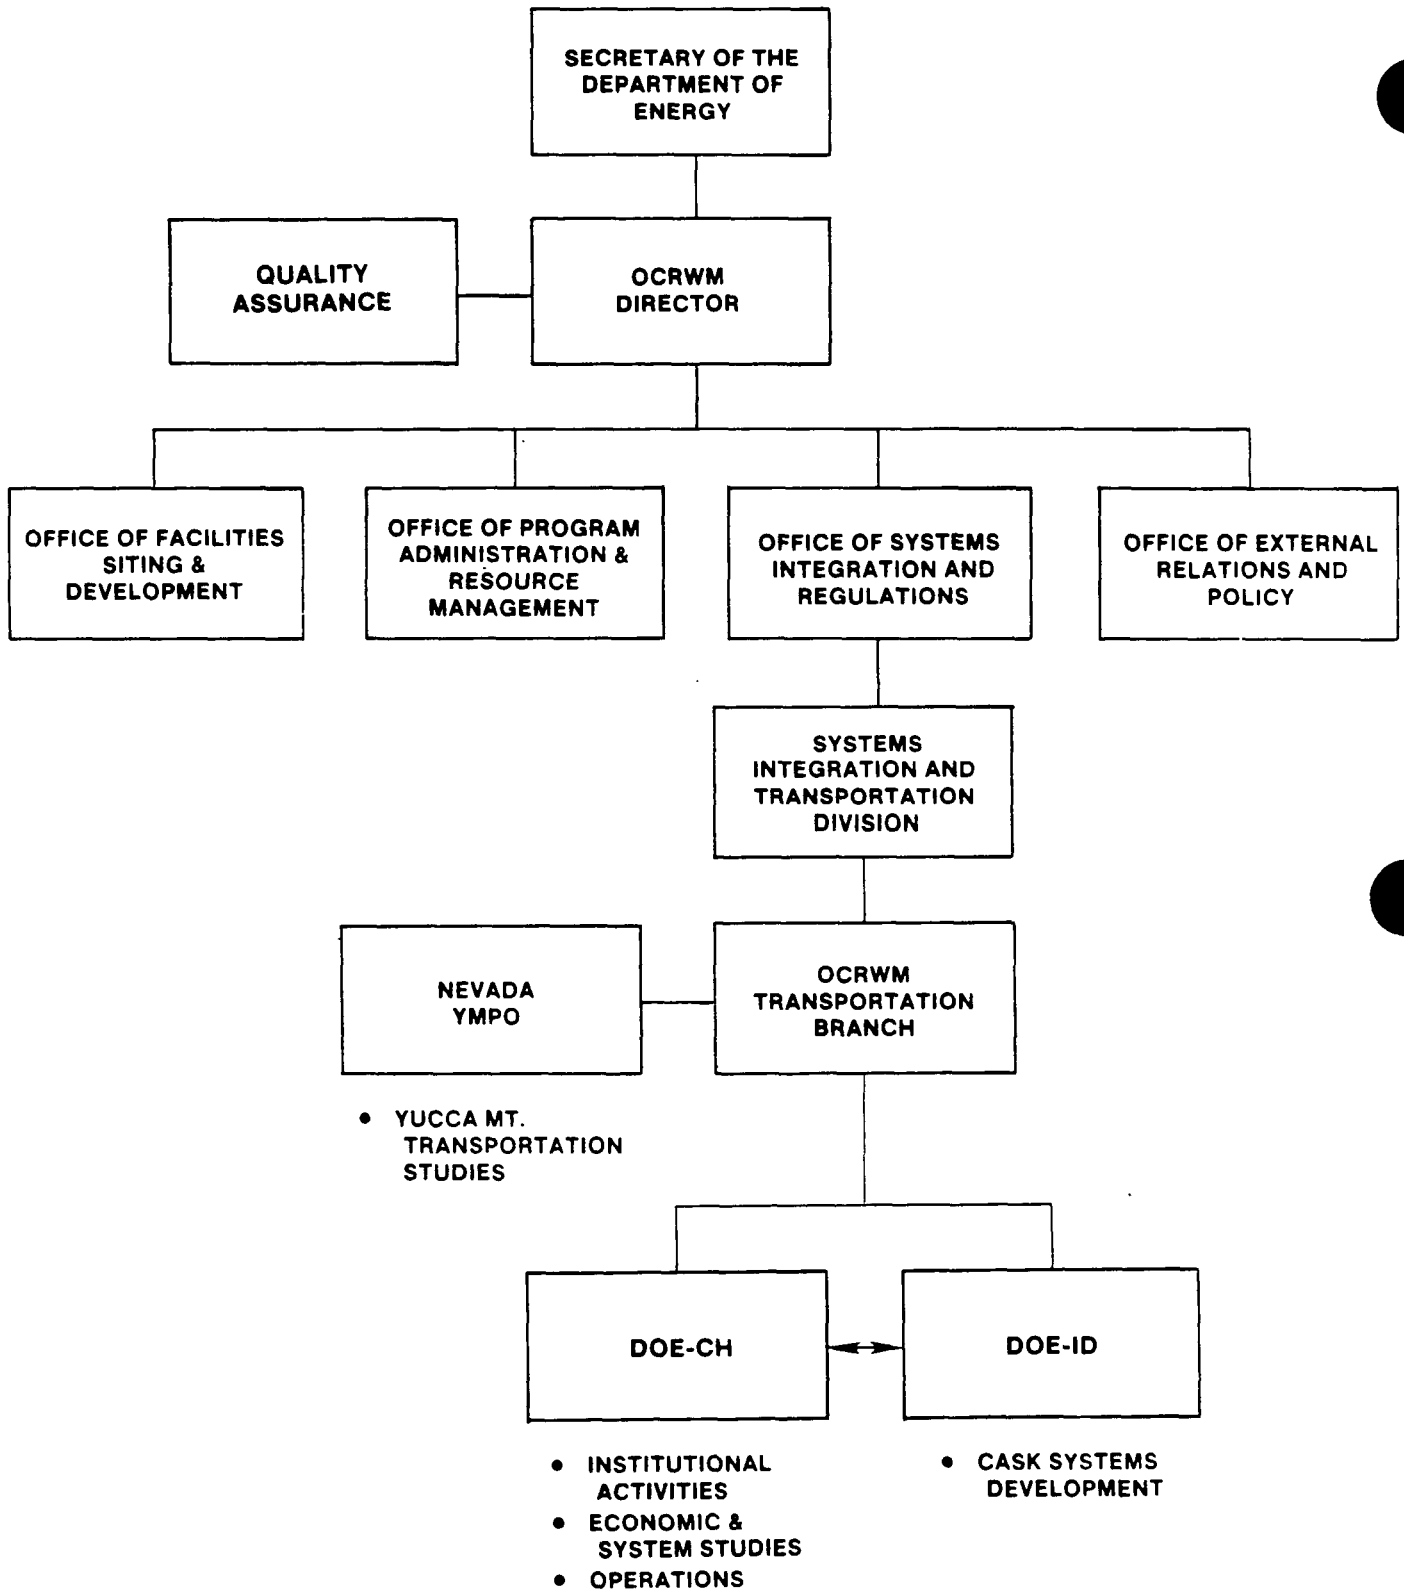 SECRETARY OF THE
DEPARTMENT OF
ENERGY
QUALITY
ASSURANCE
OCRWM
DIRECTOR
OFFICE OF FACILITIES
SITING &
DEVELOPMENT
OFFICE OF PROGRAM
ADMINISTRATION &
RESOURCE
MANAGEMENT
OFFICE OF SYSTEMS
INTEGRATION AND
REGULATIONS
OFFICE OF EXTERNAL
RELATIONS AND
POLICY
SYSTEMS
INTEGRATION AND
TRANSPORTATION
DIVISION
NEVADA
YMPO
OCRWM
TRANSPORTATION
BRANCH
• YUCCA MT.
TRANSPORTATION
STUDIES
DOE-CH
DOE-ID
• INSTITUTIONAL
ACTIVITIES
• ECONOMIC &
SYSTEM STUDIES
• OPERATIONS
• CASK SYSTEMS
DEVELOPMENT